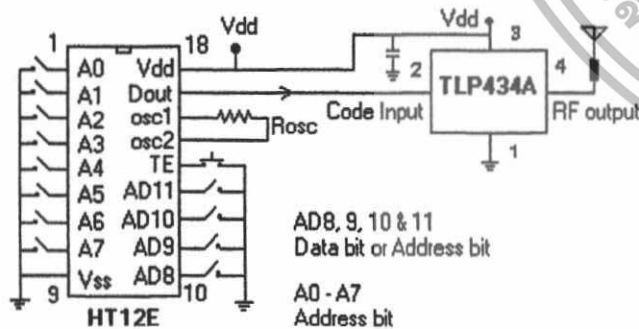 1 18
Vdd
Vdd
3
A0 Vdd
2
TLP434A
4
A1 Dout
Code Input
RF output
A2 osc1
Rosc
A3 osc2
1
A4 TE
A5 AD11
A6 AD10
AD8, 9, 10 & 11
Data bit or Address bit
A7 AD9
Vss AD8
9 10
A0 - A7
HT12E
Address bit